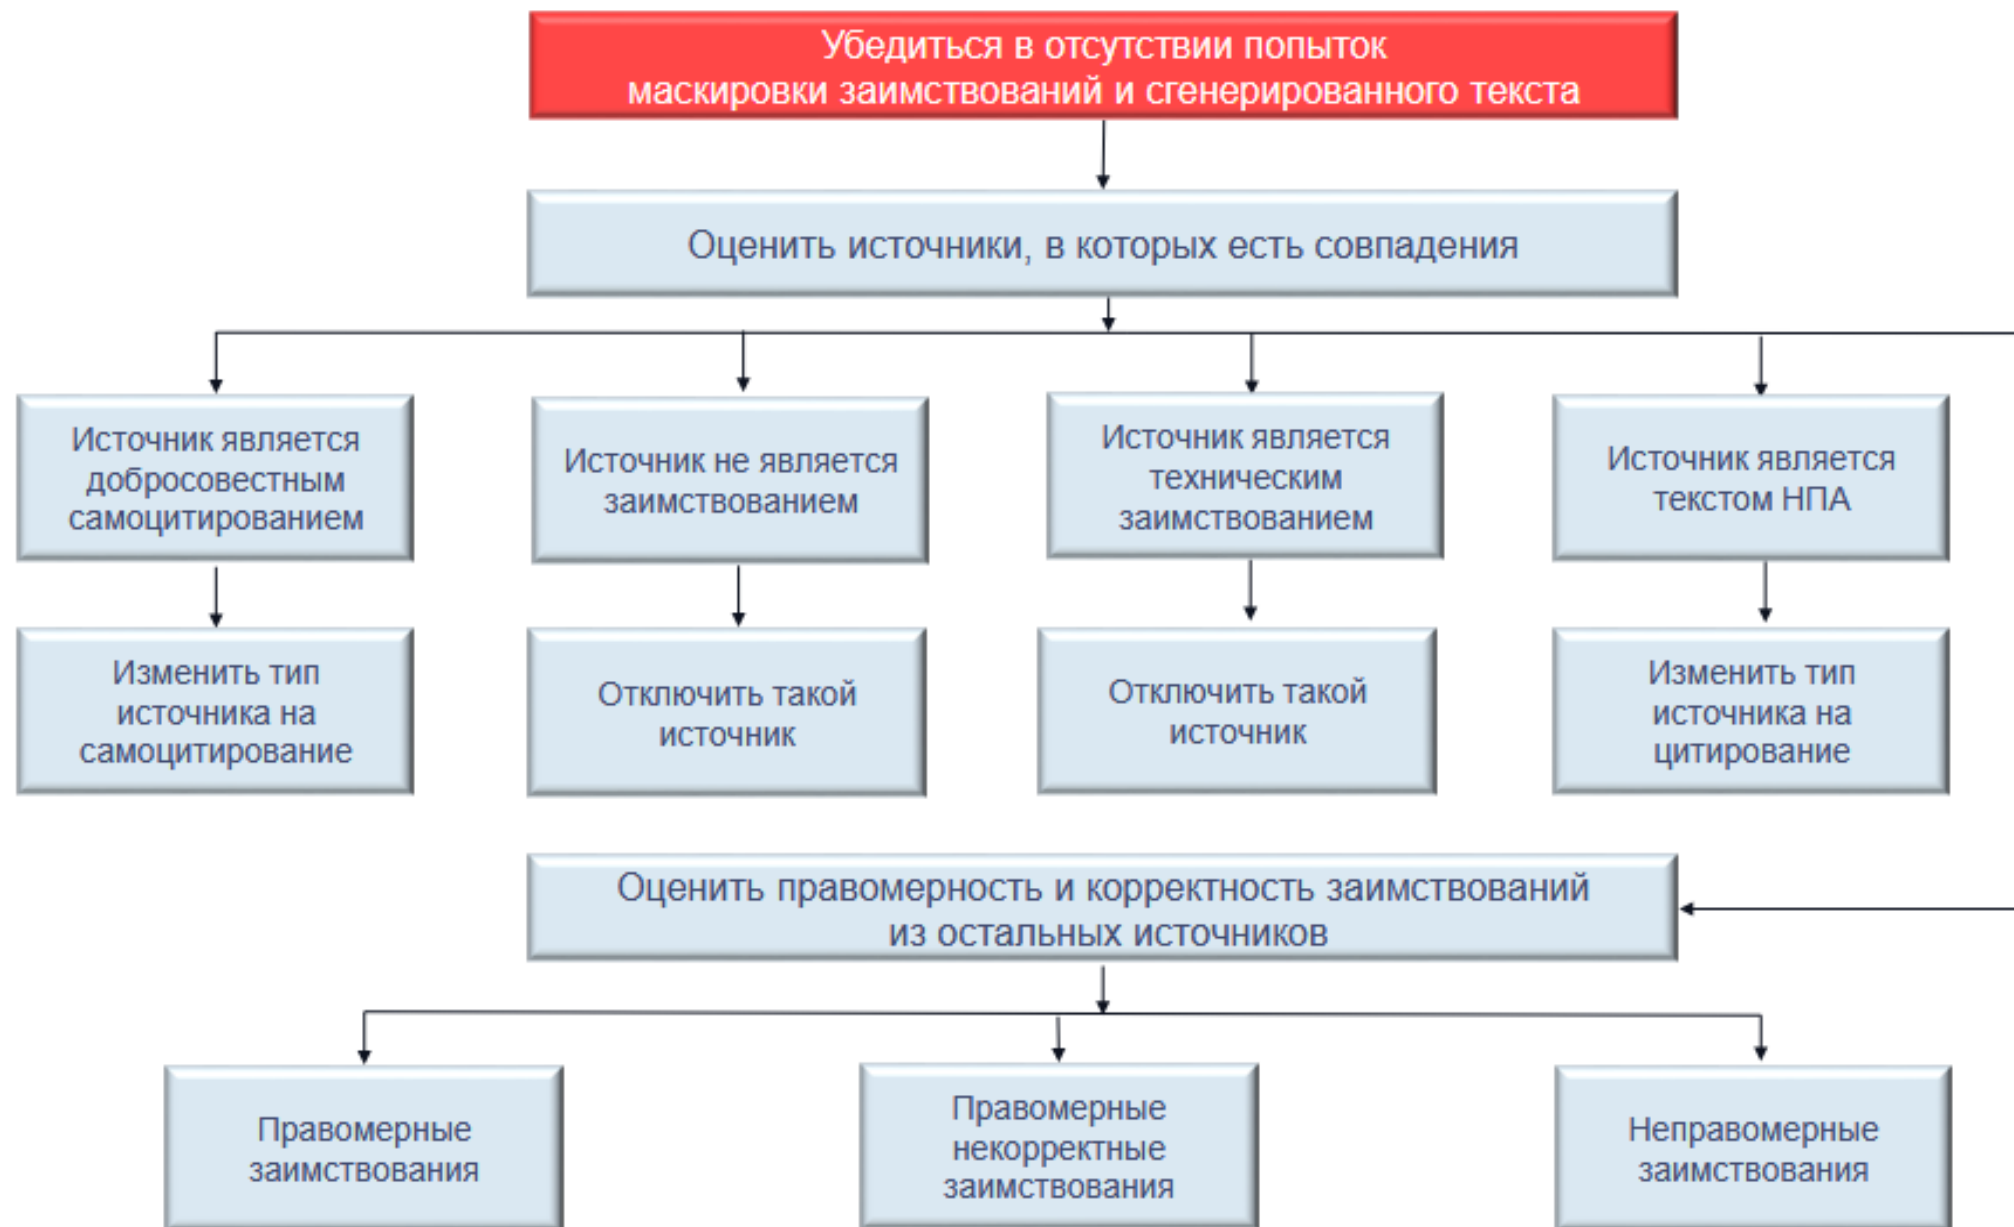 Убедиться в отсутствии попыток
маскировки заимствований и сгенерированного текста
Оценить источники, в которых есть совпадения
Источник является
добросовестным
самоцитированием
Источник не является
заимствованием
Источник является
техническим
заимствованием
Источник является
текстом НПА
Изменить тип
источника на
самоцитирование
Отключить такой
источник
Отключить такой
источник
Изменить тип
источника на
цитирование
Оценить правомерность и корректность заимствований
из остальных источников
Правомерные
заимствования
Правомерные
некорректные
заимствования
Неправомерные
заимствования